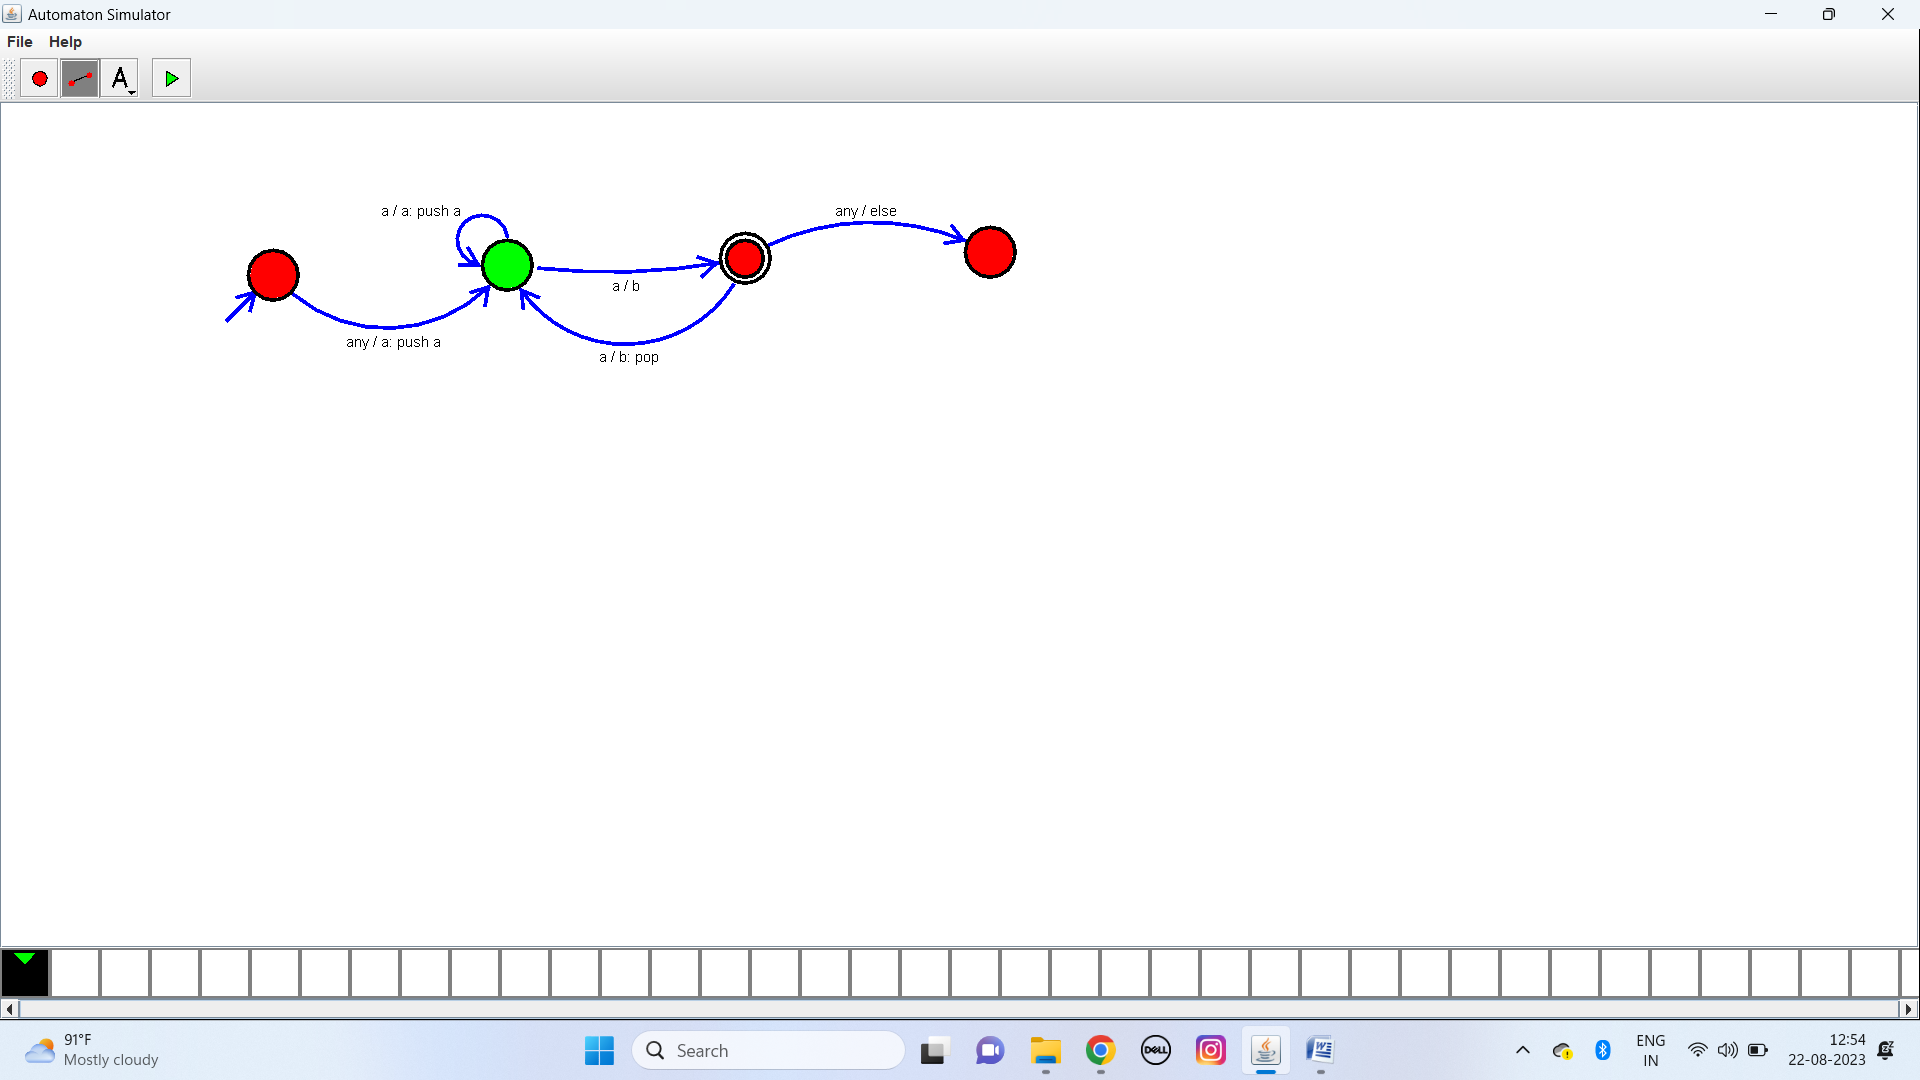 Automaton Simulator
File Help
A
a / a: push a
any / else
a / b
any / a: push a
a / b: pop
91°F
Mostly cloudy
Search
DELL
ENG
IN
12:54
22-08-2023